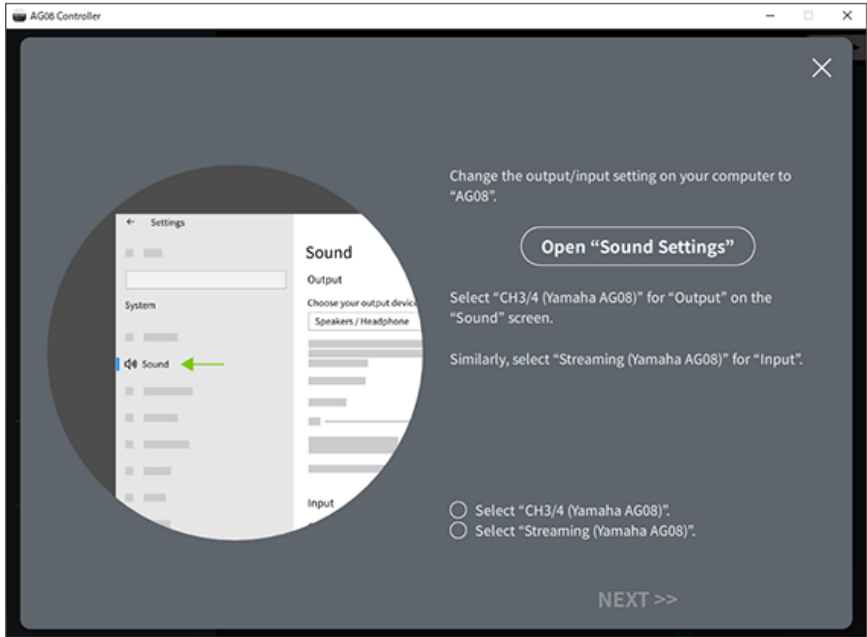 AG08 Controller
Change the output/input setting on your computer to
“AG08”.
Open “Sound Settings”
Select “CH3/4 (Yamaha AG08)” for “Output” on the
“Sound” screen.
Similarly, select “Streaming (Yamaha AG08)” for “Input”.
Select “CH3/4 (Yamaha AG08)”.
Select “Streaming (Yamaha AG08)”.
NEXT >>
Settings
System
Sound
Sound
Output
Choose your output device
Speakers / Headphone
Input